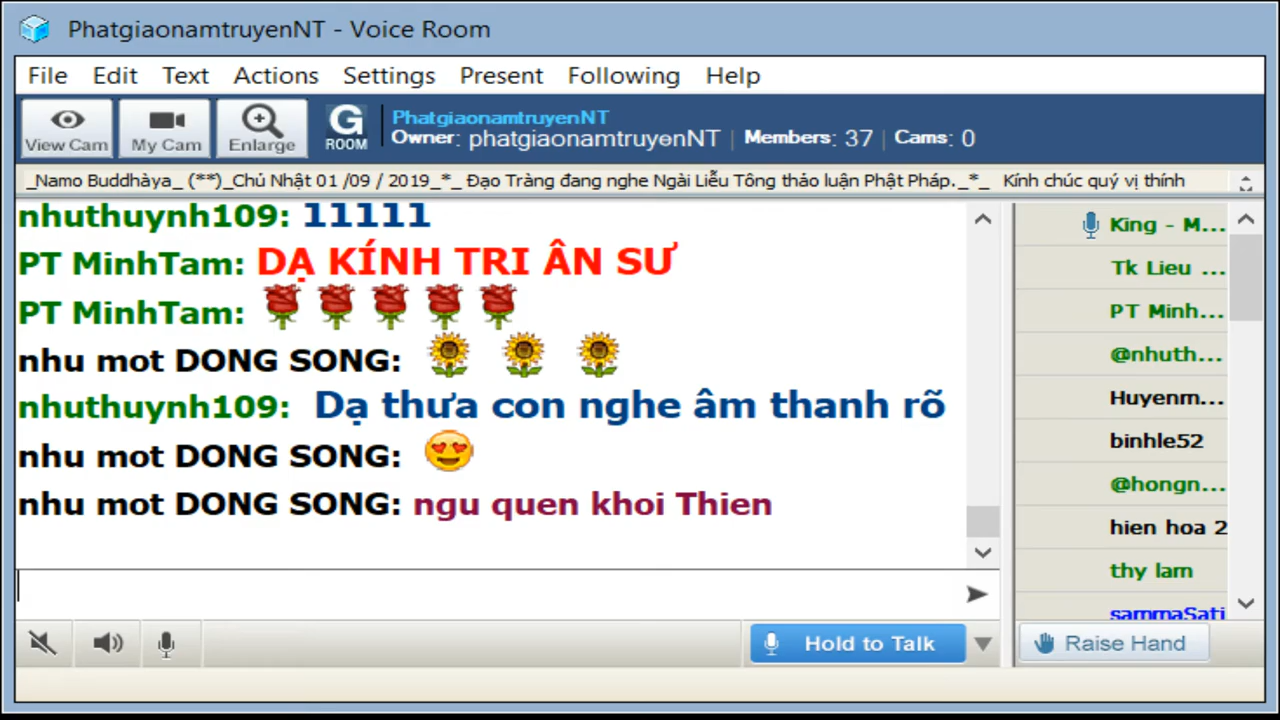 PhatgiaonamtruyenNT - Voice Room
File Edit Text Actions Settings Present Following Help
View Cam My Cam Enlarge G ROOM
PhatgiaonamtruyenNT
Owner: phatgiaonamtruyenNT | Members: 37 | Cams: 0
_Namo Buddhàya_ (**)_Chủ Nhật 01 /09 / 2019_*_ Đạo Tràng đang nghe Ngài Liễu Tông thảo luận Phật Pháp._*_ Kính chúc quý vị thính
nhuthuynh109: 11111
PT MinhTam: DẠ KÍNH TRI ÂN SƯ
PT MinhTam:
nhu mot DONG SONG:
nhuthuynh109: Dạ thưa con nghe âm thanh rõ
nhu mot DONG SONG:
nhu mot DONG SONG: ngu quen khoi Thien
King - M...
Tk Lieu ...
PT Minh...
@nhuth...
Huyenm...
binhle52
@hongn...
hien hoa 2
thy lam
sammaSati
Hold to Talk
Raise Hand